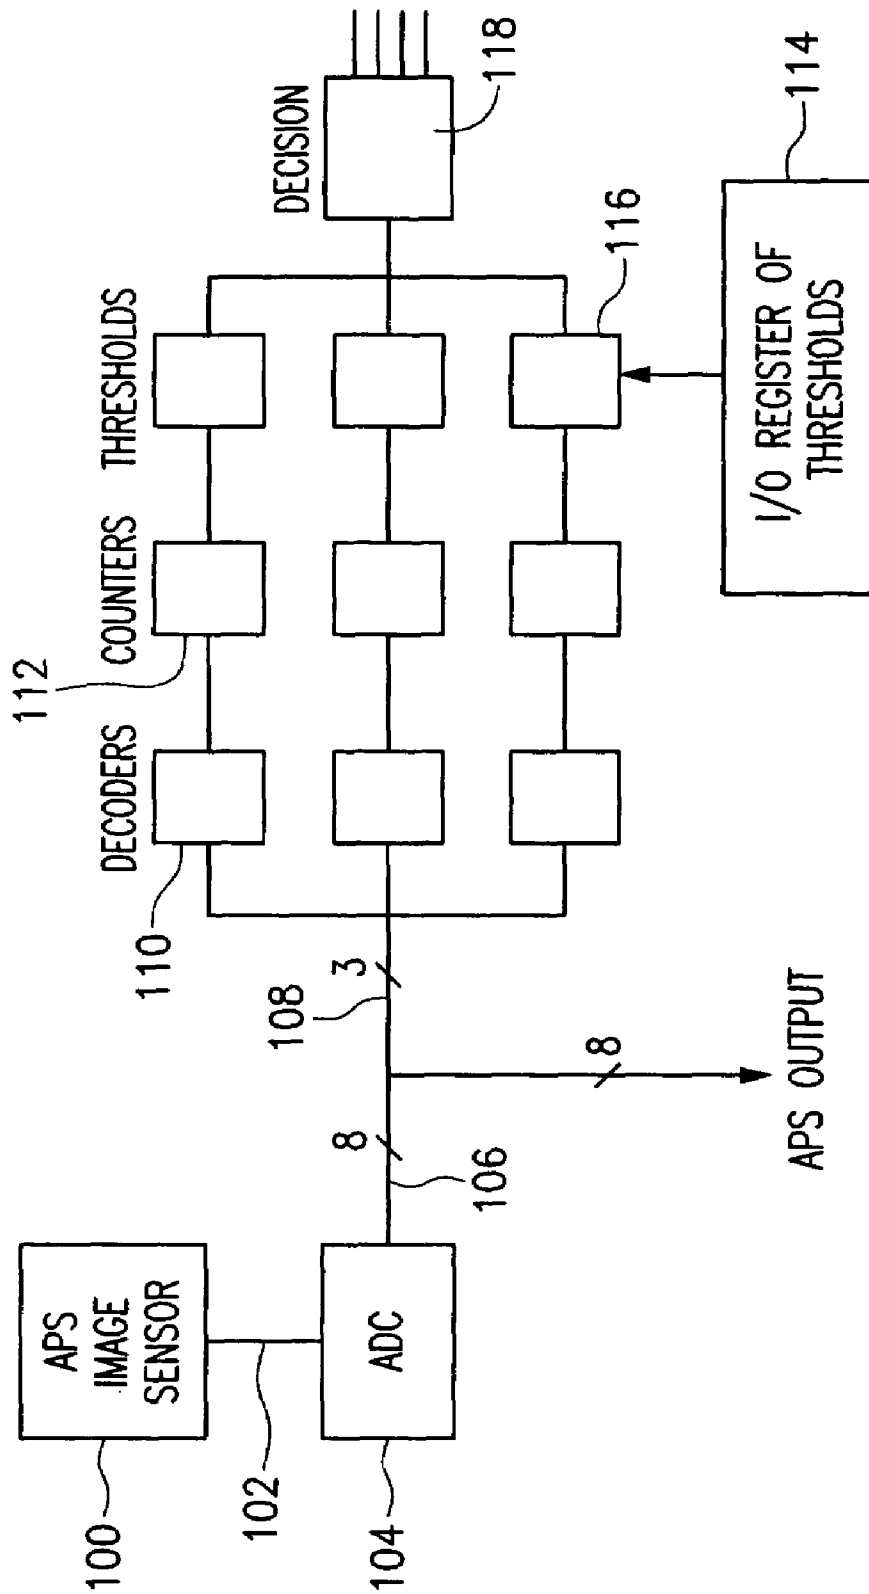 100
APS
IMAGE
SENSOR
102
104
ADC
106
8
8
APS OUTPUT
108
3
110
DECODERS
112
COUNTERS
THRESHOLDS
116
114
I/O REGISTER OF
THRESHOLDS
DECISION
118